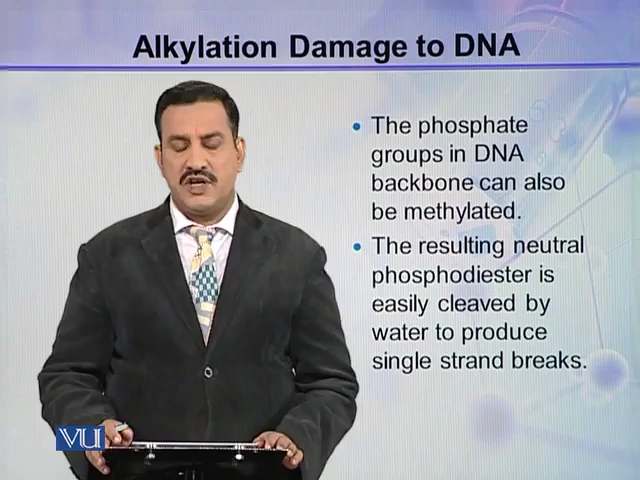 Alkylation Damage to DNA
• The phosphate
groups in DNA
backbone can also
be methylated.
• The resulting neutral
phosphodiester is
easily cleaved by
water to produce
single strand breaks.
VU